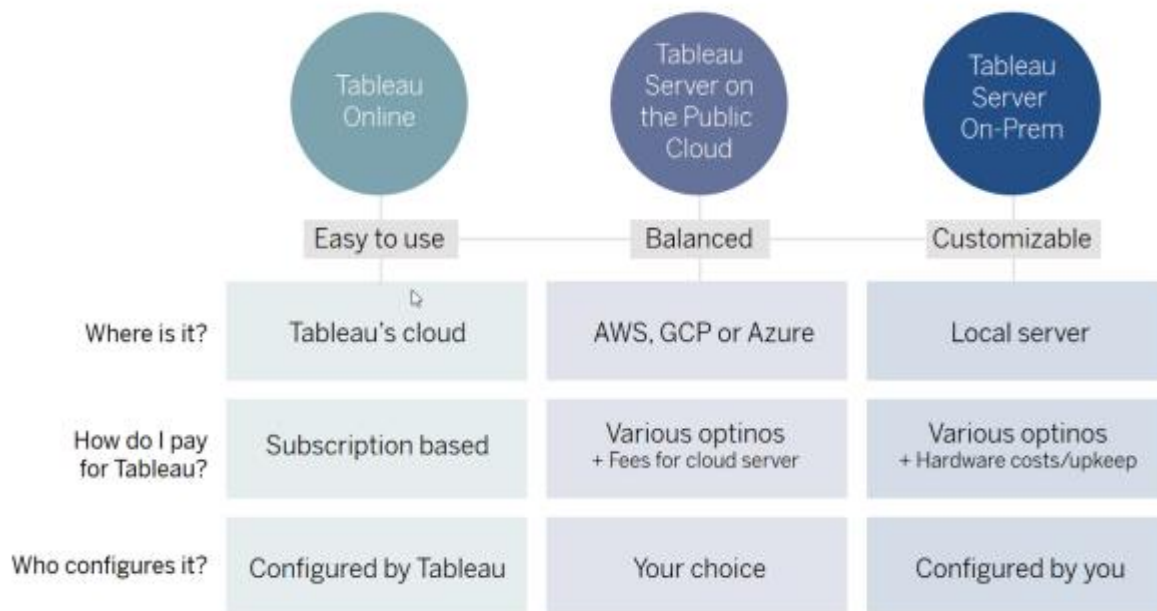 Tableau
Online
Tableau
Server on
the Public
Cloud
Tableau
Server
On-Prem
Easy to use
Balanced
Customizable
Where is it?
Tableau's cloud
AWS, GCP or Azure
Local server
How do I pay
for Tableau?
Subscription based
Various optinos
+ Fees for cloud server
Various optinos
+ Hardware costs/upkeep
Who configures it?
Configured by Tableau
Your choice
Configured by you